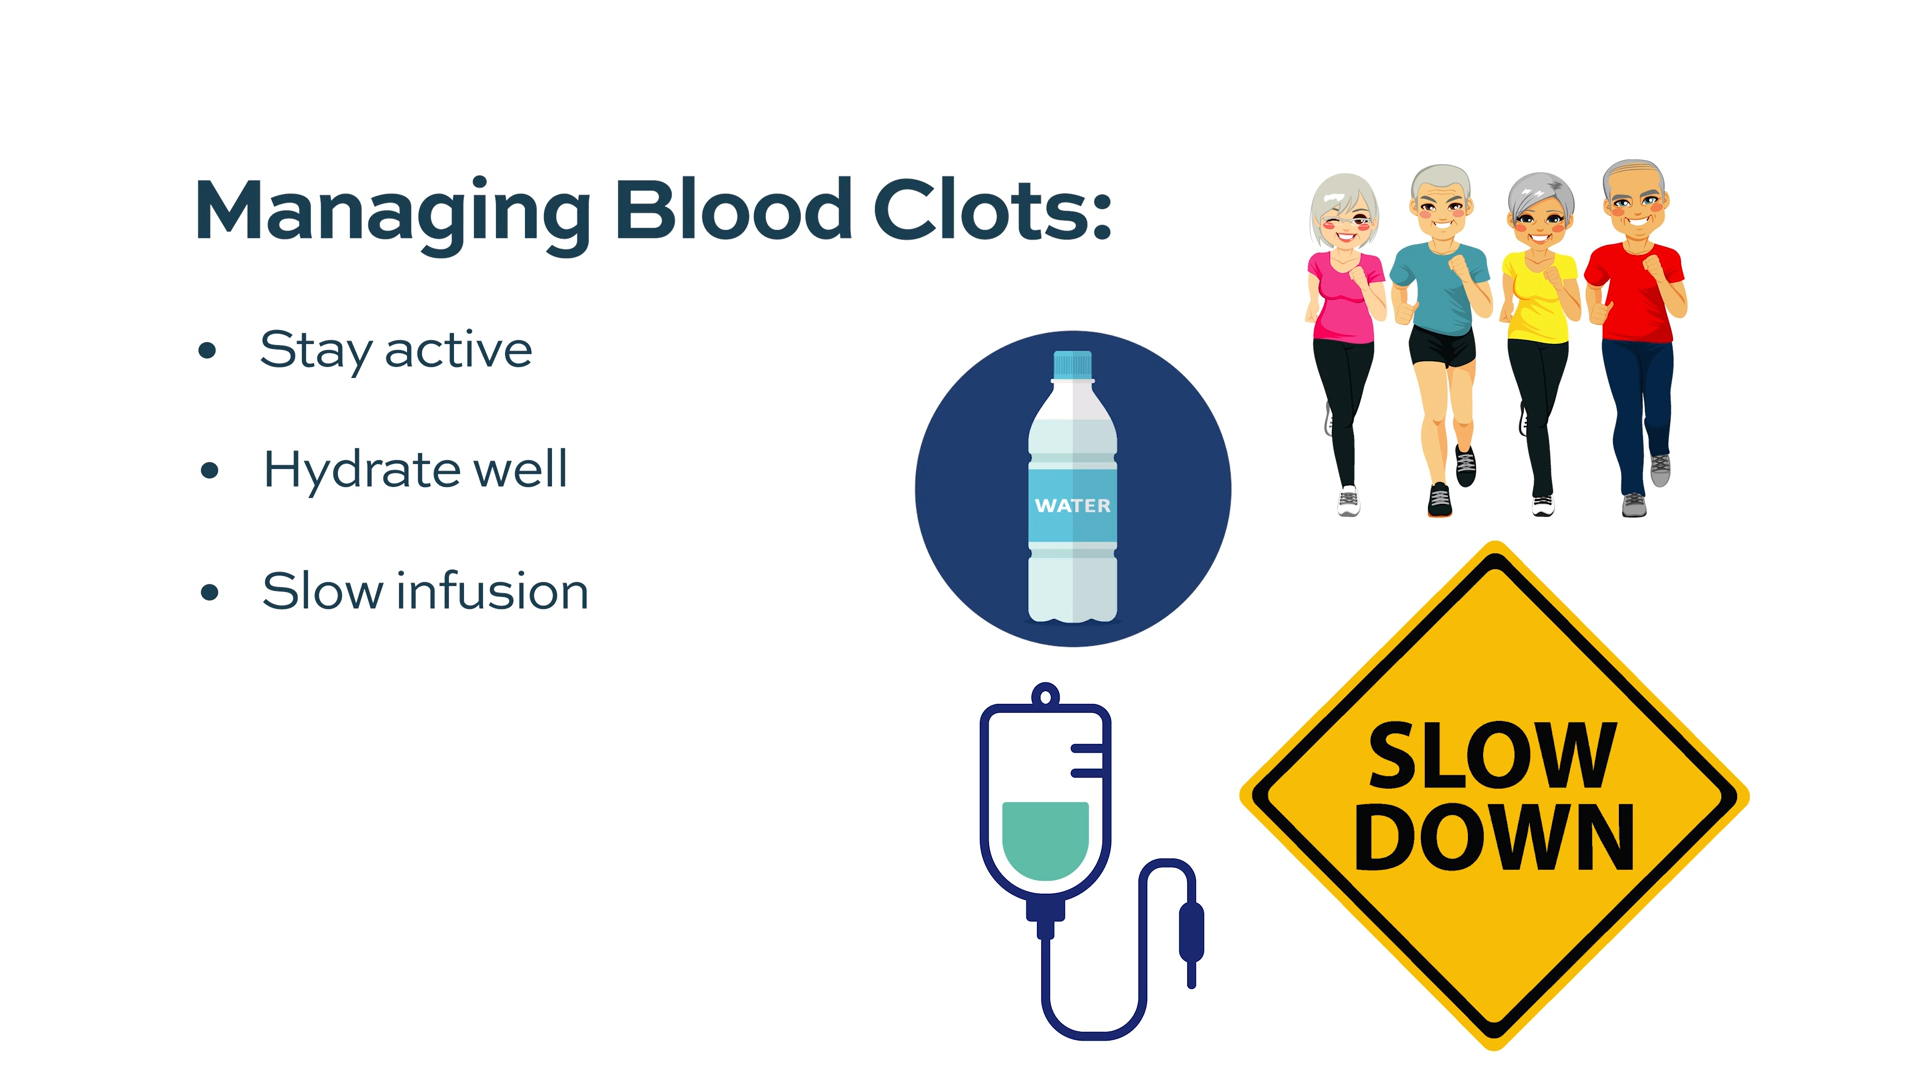 Managing Blood Clots:
• Stay active
• Hydrate well
• Slow infusion
WATER
SLOW
DOWN